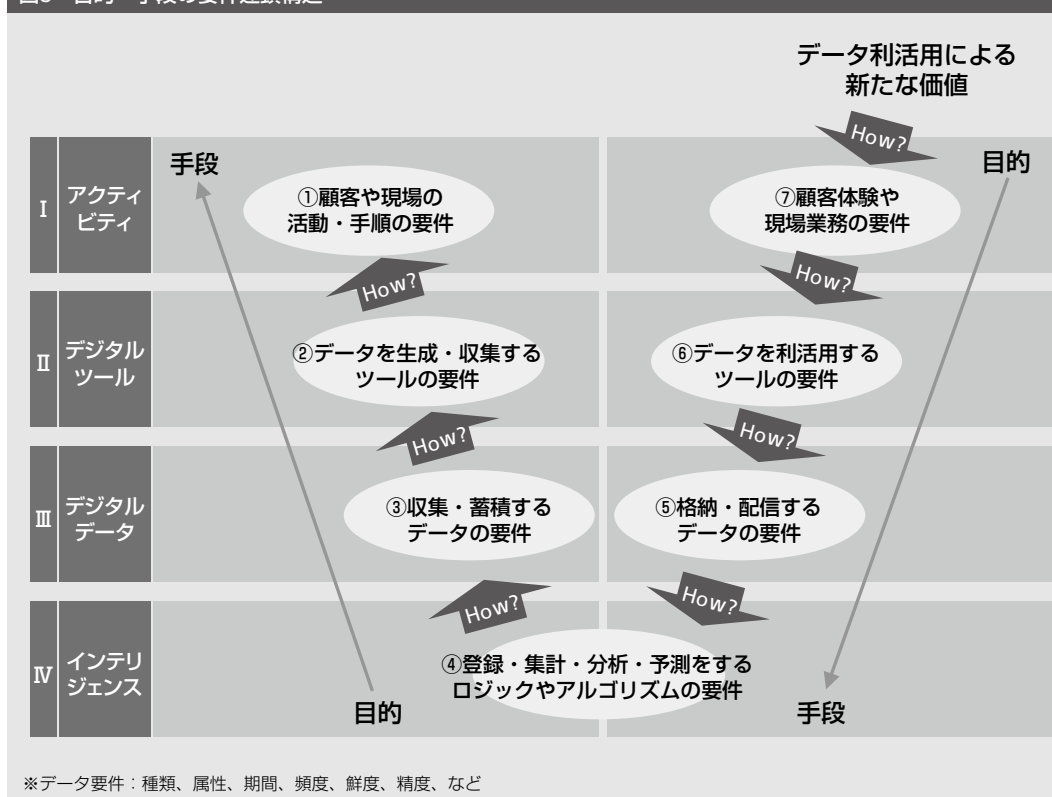 データ利活用による
新たな価値
How?
Ⅰ
アクティ
ビティ
手段
①顧客や現場の
活動・手順の要件
⑦顧客体験や
現場業務の要件
目的
How?
How?
Ⅱ
デジタル
ツール
②データを生成・収集する
ツールの要件
⑥データを利活用する
ツールの要件
How?
How?
Ⅲ
デジタル
データ
③収集・蓄積する
データの要件
⑤格納・配信する
データの要件
How?
How?
Ⅳ
インテリ
ジェンス
④登録・集計・分析・予測をする
ロジックやアルゴリズムの要件
目的
手段
※データ要件：種類、属性、期間、頻度、鮮度、精度、など